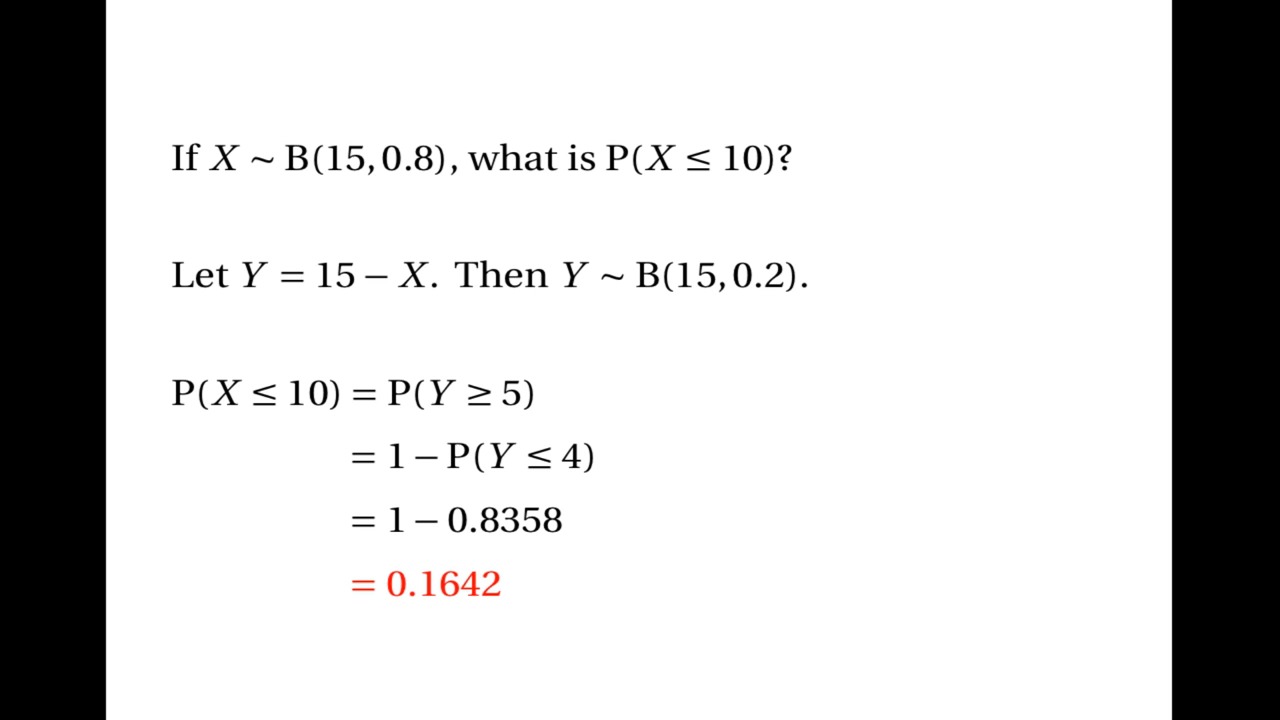 If X ~ B(15,0.8), what is P(X ≤ 10)?
Let Y = 15 − X. Then Y ~ B(15,0.2).
P(X ≤ 10) = P(Y ≥ 5)
= 1 − P(Y ≤ 4)
= 1 − 0.8358
= 0.1642